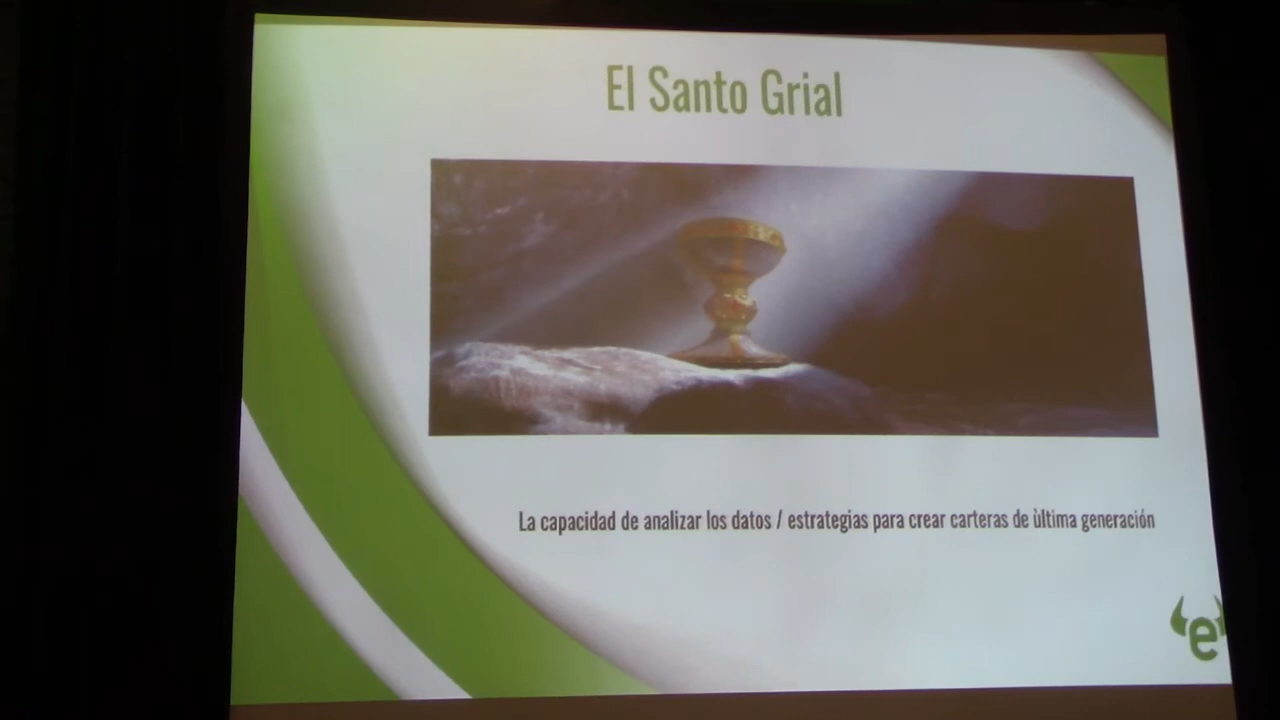 El Santo Grial
La capacidad de analizar los datos / estrategias para crear carteras de ùltima generación
e